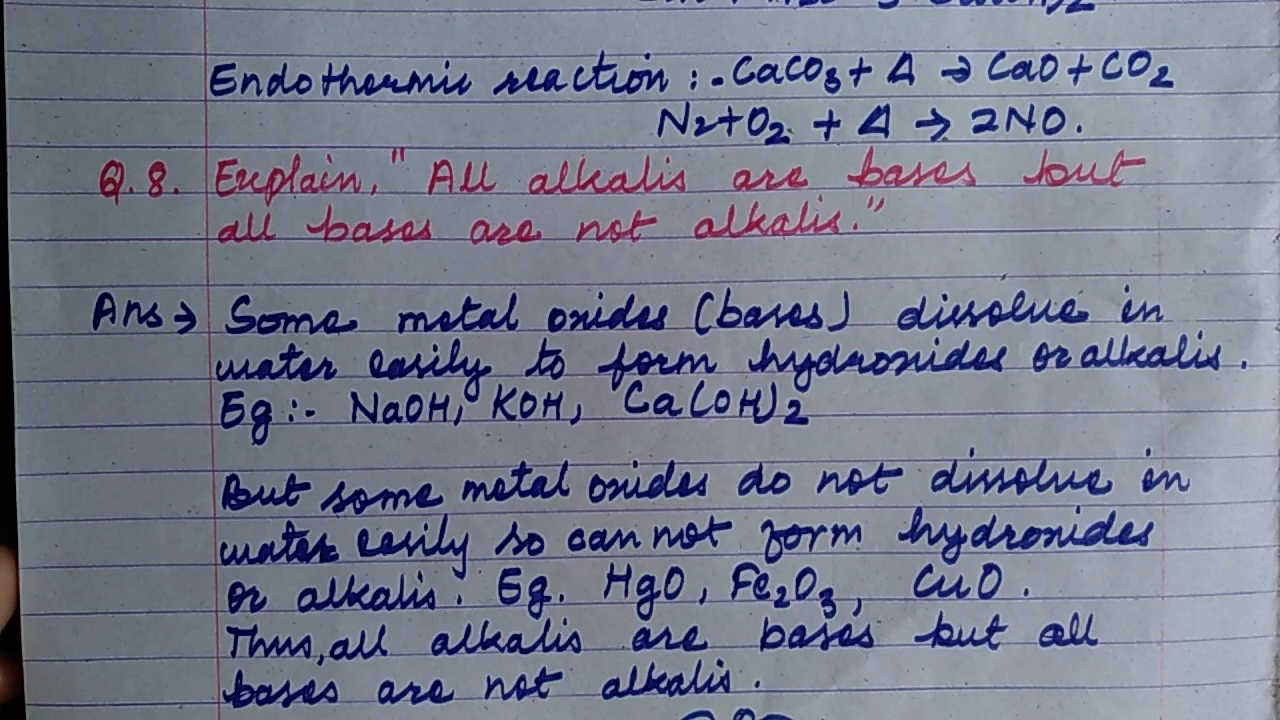 Endothermic reaction :- CaCO3 + Δ → CaO + CO2
N2+O2 + Δ → 2NO.
Q.8. Explain, "All alkalis are bases but
all bases are not alkalis."
Ans → Some metal oxides (bases) dissolve in
water easily to form hydroxides or alkalis.
Eg :- NaOH, KOH, Ca(OH)2
But some metal oxides do not dissolve in
water easily so can not form hydroxides
or alkalis. Eg. HgO, Fe2O3, CuO.
Thus, all alkalis are bases but all
bases are not alkalis.